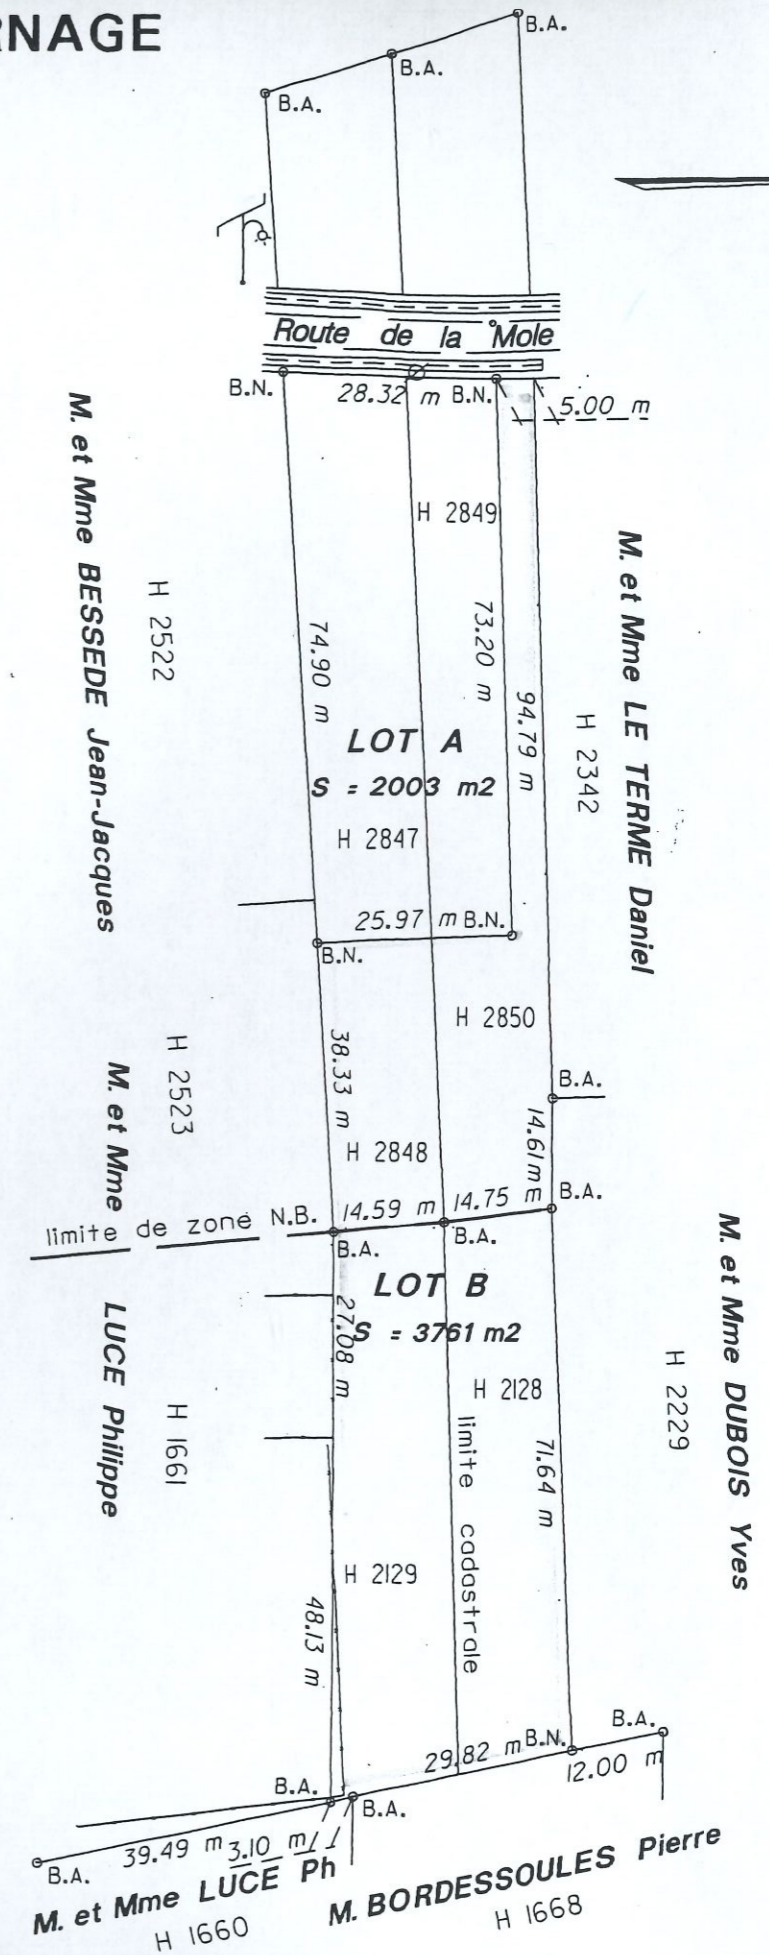 RNAGE
B.A.
B.A.
B.A.
Route de la Mole
B.N.
28.32 m B.N.
5.00 m
M. et Mme BESSEDE Jean-Jacques
H 2522
H 2849
74.90 m
73.20 m
94.79 m
M. et Mme LE TERME Daniel
H 2342
LOT A
S = 2003 m2
H 2847
25.97 m B.N.
B.N.
H 2850
38.33 m
H 2523
M. et Mme LUCE Philippe
B.A.
14.61 m
H 2848
limite de zone N.B. 14.59 m 14.75 m B.A.
B.A.
B.A.
LOT B
S = 3761 m2
27.08 m
H 2128
H 1661
limite cadastrale
71.64 m
M. et Mme DUBOIS Yves
H 2229
H 2129
48.13 m
29.82 m B.N.
B.A.
12.00 m
B.A.
B.A.
B.A. 39.49 m 3.10 m
M. et Mme LUCE Ph
H 1660
M. BORDESSOULES Pierre
H 1668